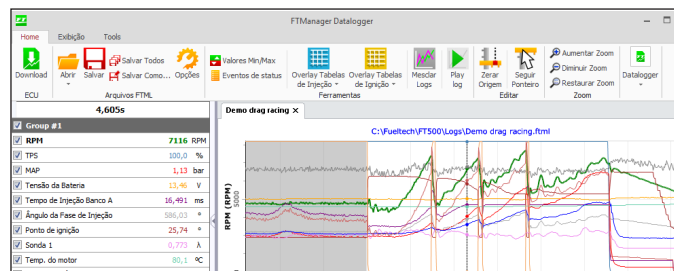 FTManager Datalogger
Home Exibição Tools
Download
Abrir
Salvar
Salvar Todos
Salvar Como...
Opções
Valores Min/Max
Eventos de status
Overlay Tabelas
de Injeção
Overlay Tabelas
de Ignição
Mesclar
Logs
Play
log
Zerar
Origem
Seguir
Ponteiro
Aumentar Zoom
Diminuir Zoom
Restaurar Zoom
Datalogger
ECU
Arquivos FTML
Ferramentas
Editar
Zoom
4,605s
Demo drag racing X
Group #1
RPM 7116 RPM
TPS 100,0 %
MAP 1,13 bar
Tensão da Bateria 13,46 V
Tempo de Injeção Banco A 16,491 ms
Ângulo da Fase de Injeção 586,03 º
Ponto de ignição 25,74 º
Sonda 1 0,773 λ
Temp. do motor 80,1 ºC
C:\Fueltech\FT500\Logs\Demo drag racing.ftml
RPM (RPM)
5000